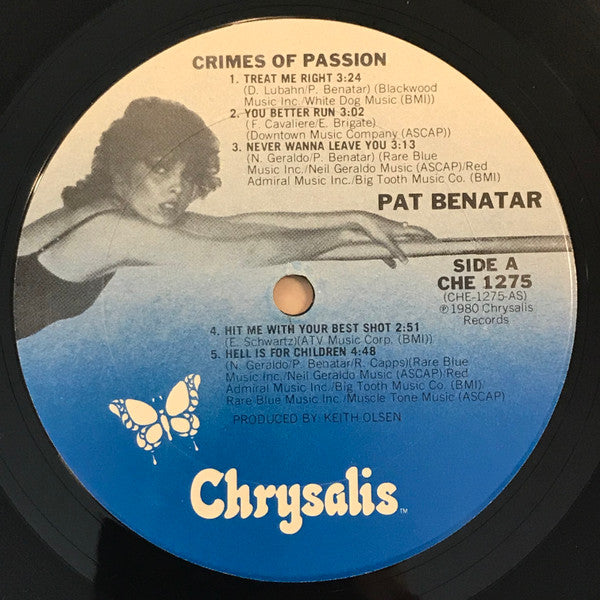 CRIMES OF PASSION
1. TREAT ME RIGHT 3:24
(D. Lubahn/P. Benatar) (Blackwood
Music Inc./White Dog Music (BMI))
2. YOU BETTER RUN 3:02
(F. Cavaliere/E. Brigate)
(Downtown Music Company (ASCAP))
3. NEVER WANNA LEAVE YOU 3:13
(N. Geraldo/P. Benatar) (Rare Blue
Music Inc./Neil Geraldo Music (ASCAP)/Red
Admiral Music Inc./Big Tooth Music Co. (BMI)
PAT BENATAR
SIDE A
CHE 1275
(CHE-1275-AS)
℗1980 Chrysalis
Records
4. HIT ME WITH YOUR BEST SHOT 2:51
(E. Schwartz)(ATV Music Corp. (BMI))
5. HELL IS FOR CHILDREN 4:48
(N. Geraldo/P. Benatar/R. Capps)(Rare Blue
Music Inc./Neil Geraldo Music (ASCAP)/Red
Admiral Music Inc./Big Tooth Music Co. (BMI)
Rare Blue Music Inc./Muscle Tone Music (ASCAP)
PRODUCED BY: KEITH OLSEN
Chrysalis™